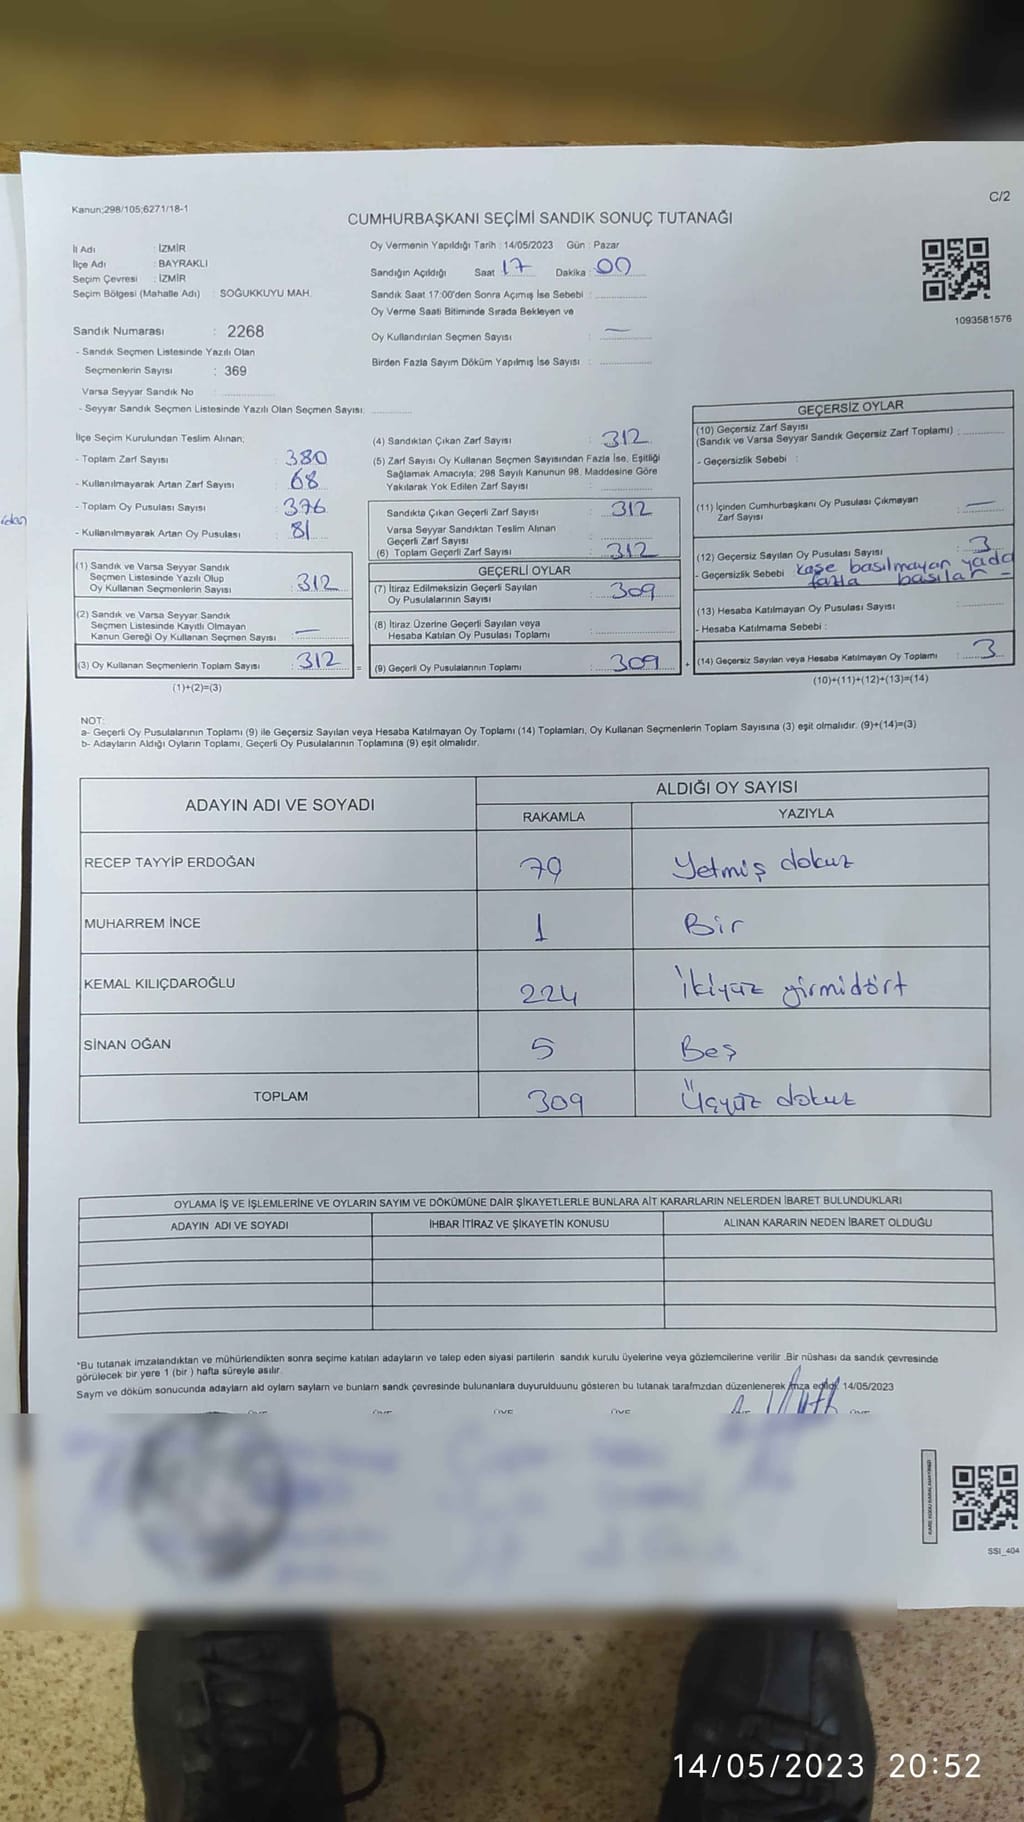 Kanun;298/105;6271/18-1
C/2
CUMHURBAŞKANI SEÇİMİ SANDIK SONUÇ TUTANAĞI
İl Adı : İZMİR
İlçe Adı : BAYRAKLI
Seçim Çevresi : İZMİR
Seçim Bölgesi (Mahalle Adı) : SOĞUKKUYU MAH.
Oy Vermenin Yapıldığı Tarih : 14/05/2023 Gün : Pazar
Sandığın Açıldığı Saat 17 Dakika : 00
Sandık Saat 17:00'den Sonra Açımış İse Sebebi :
Oy Verme Saati Bitiminde Sırada Bekleyen ve
Oy Kullandırılan Seçmen Sayısı : —
Birden Fazla Sayım Döküm Yapılmış İse Sayısı :
1093581576
Sandık Numarası : 2268
- Sandık Seçmen Listesinde Yazılı Olan
Seçmenlerin Sayısı : 369
Varsa Seyyar Sandık No :
- Seyyar Sandık Seçmen Listesinde Yazılı Olan Seçmen Sayısı:
İlçe Seçim Kurulundan Teslim Alınan;
- Toplam Zarf Sayısı : 380
- Kullanılmayarak Artan Zarf Sayısı : 68
- Toplam Oy Pusulası Sayısı : 376
- Kullanılmayarak Artan Oy Pusulası : 81
(1) Sandık ve Varsa Seyyar Sandık
Seçmen Listesinde Yazılı Olup
Oy Kullanan Seçmenlerin Sayısı : 312
(2) Sandık ve Varsa Seyyar Sandık
Seçmen Listesinde Kayıtlı Olmayan
Kanun Gereği Oy Kullanan Seçmen Sayısı : —
(3) Oy Kullanan Seçmenlerin Toplam Sayısı : 312
(1)+(2)=(3)
(4) Sandıktan Çıkan Zarf Sayısı : 312
(5) Zarf Sayısı Oy Kullanan Seçmen Sayısından Fazla İse, Eşitliği
Sağlamak Amacıyla; 298 Sayılı Kanunun 98. Maddesine Göre
Yakılarak Yok Edilen Zarf Sayısı :
Sandıkta Çıkan Geçerli Zarf Sayısı : 312
Varsa Seyyar Sandıktan Teslim Alınan
Geçerli Zarf Sayısı
(6) Toplam Geçerli Zarf Sayısı : 312
GEÇERLİ OYLAR
(7) İtiraz Edilmeksizin Geçerli Sayılan
Oy Pusulalarının Sayısı : 309
(8) İtiraz Üzerine Geçerli Sayılan veya
Hesaba Katılan Oy Pusulası Toplamı :
= (9) Geçerli Oy Pusulalarının Toplamı : 309
GEÇERSİZ OYLAR
(10) Geçersiz Zarf Sayısı
(Sandık ve Varsa Seyyar Sandık Geçersiz Zarf Toplamı) :
- Geçersizlik Sebebi :
(11) İçinden Cumhurbaşkanı Oy Pusulası Çıkmayan
Zarf Sayısı : —
(12) Geçersiz Sayılan Oy Pusulası Sayısı : 3
- Geçersizlik Sebebi kaşe basılmayan yada
fazla basılan
(13) Hesaba Katılmayan Oy Pusulası Sayısı :
- Hesaba Katılmama Sebebi :
+ (14) Geçersiz Sayılan veya Hesaba Katılmayan Oy Toplamı : 3
(10)+(11)+(12)+(13)=(14)
NOT:
a- Geçerli Oy Pusulalarının Toplamı (9) ile Geçersiz Sayılan veya Hesaba Katılmayan Oy Toplamı (14) Toplamları, Oy Kullanan Seçmenlerin Toplam Sayısına (3) eşit olmalıdır. (9)+(14)=(3)
b- Adayların Aldığı Oyların Toplamı, Geçerli Oy Pusulalarının Toplamına (9) eşit olmalıdır.
ADAYIN ADI VE SOYADI
ALDIĞI OY SAYISI
RAKAMLA YAZIYLA
RECEP TAYYİP ERDOĞAN 79 Yetmiş dokuz
MUHARREM İNCE 1 Bir
KEMAL KILIÇDAROĞLU 224 İkiyüz yirmidört
SİNAN OĞAN 5 Beş
TOPLAM 309 Üçyüz dokuz
OYLAMA İŞ VE İŞLEMLERİNE VE OYLARIN SAYIM VE DÖKÜMÜNE DAİR ŞİKAYETLERLE BUNLARA AİT KARARLARIN NELERDEN İBARET BULUNDUKLARI
ADAYIN ADI VE SOYADI İHBAR İTİRAZ VE ŞİKAYETİN KONUSU ALINAN KARARIN NEDEN İBARET OLDUĞU
*Bu tutanak imzalandıktan ve mühürlendikten sonra seçime katılan adayların ve talep eden siyasi partilerin sandık kurulu üyelerine veya gözlemcilerine verilir .Bir nüshası da sandık çevresinde
görülecek bir yere 1 (bir ) hafta süreyle asılır.
Saym ve döküm sonucunda adaylarn ald oylarn saylarn ve bunlarn sandk çevresinde bulunanlara duyurulduunu gösteren bu tutanak tarafmzdan düzenlenerek imza edildi. 14/05/2023
SSI_404
14/05/2023 20:52